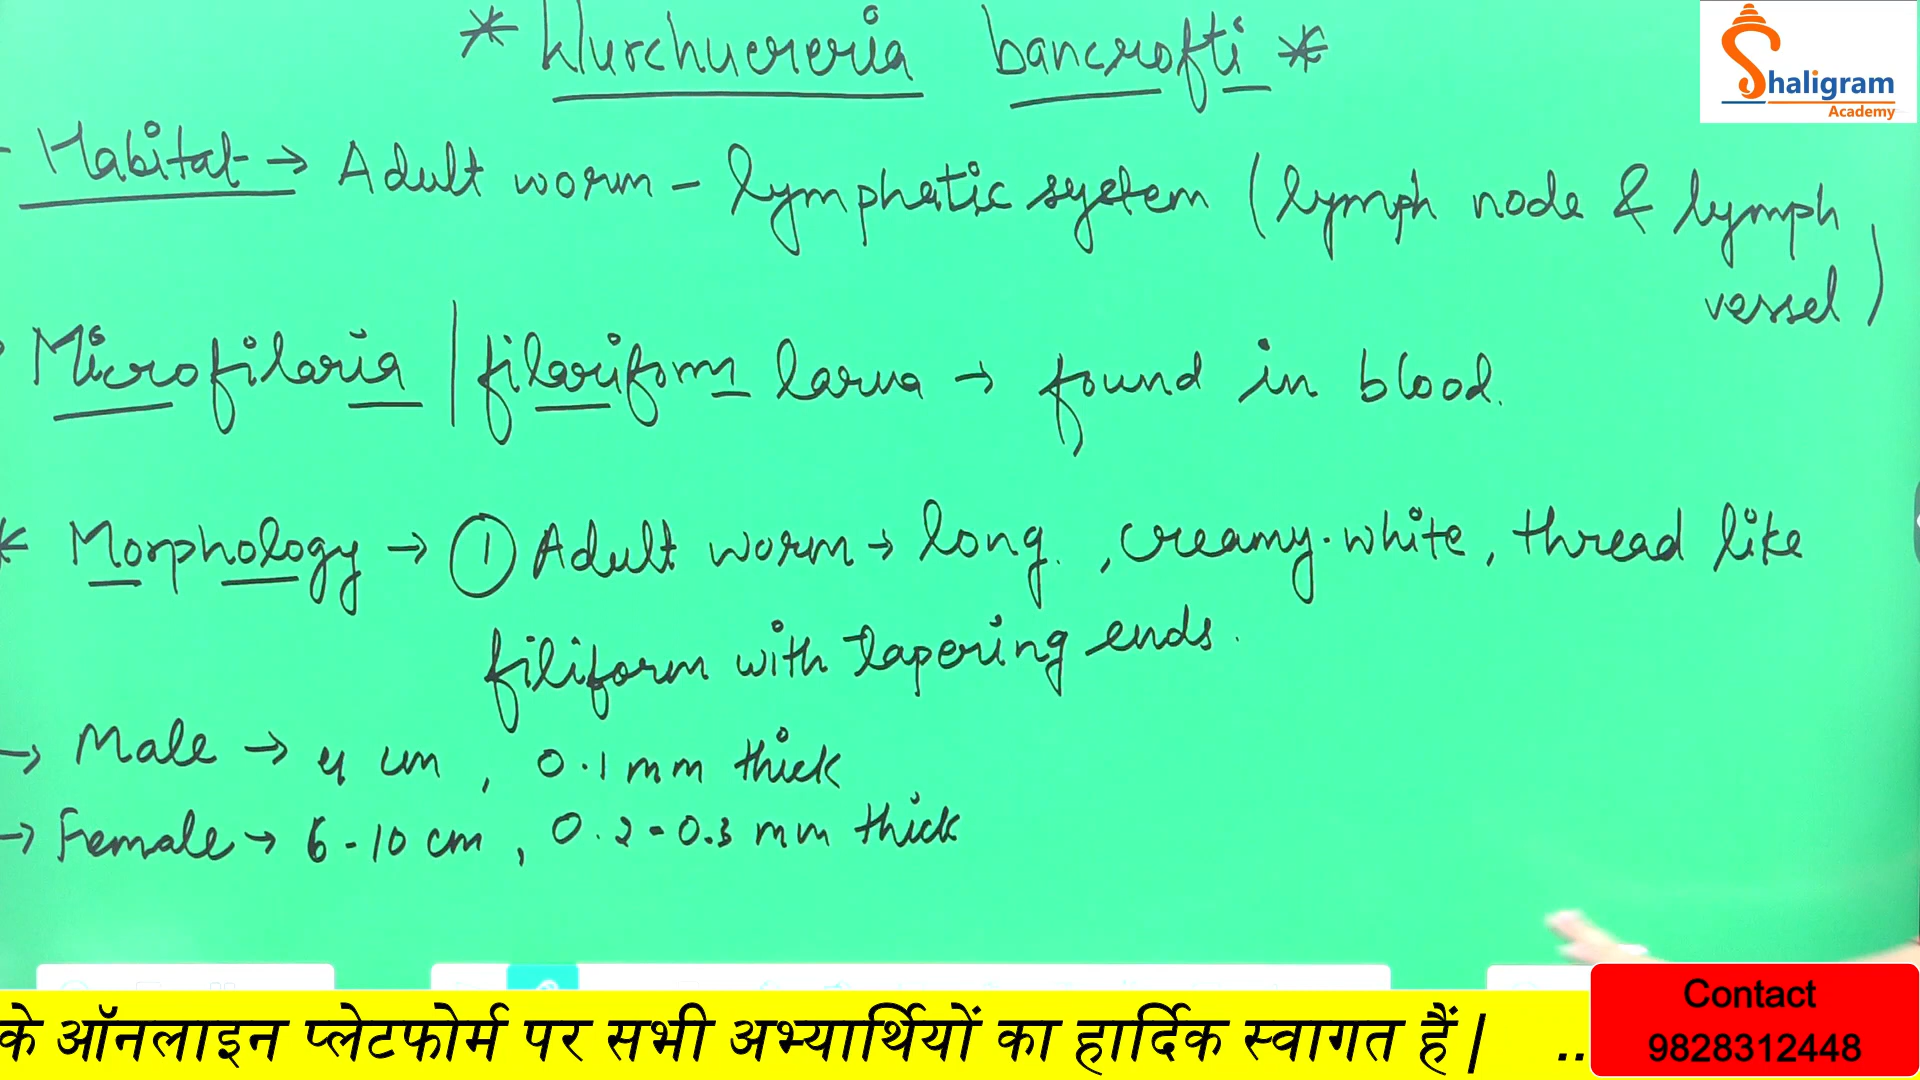 * Wurchuereria bancrofti *
Shaligram
Academy
Habitat → Adult worm - lymphatic system (lymph node & lymph
vessel)
Microfilaria | filariform larva → found in blood.
* Morphology → ① Adult worm → long , creamy-white, thread like
filiform with tapering ends.
→ Male → 4 cm , 0.1 mm thick
→ Female → 6-10 cm , 0.2-0.3 mm thick
के ऑनलाइन प्लेटफोर्म पर सभी अभ्यार्थियों का हार्दिक स्वागत हैं | ..
Contact
9828312448